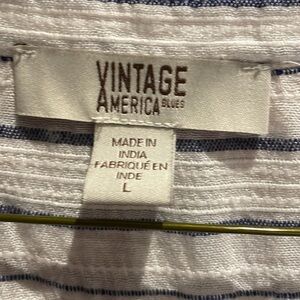 VINTAGE
AMERICA BLUES
MADE IN
INDIA
FABRIQUÉ EN
INDE
L